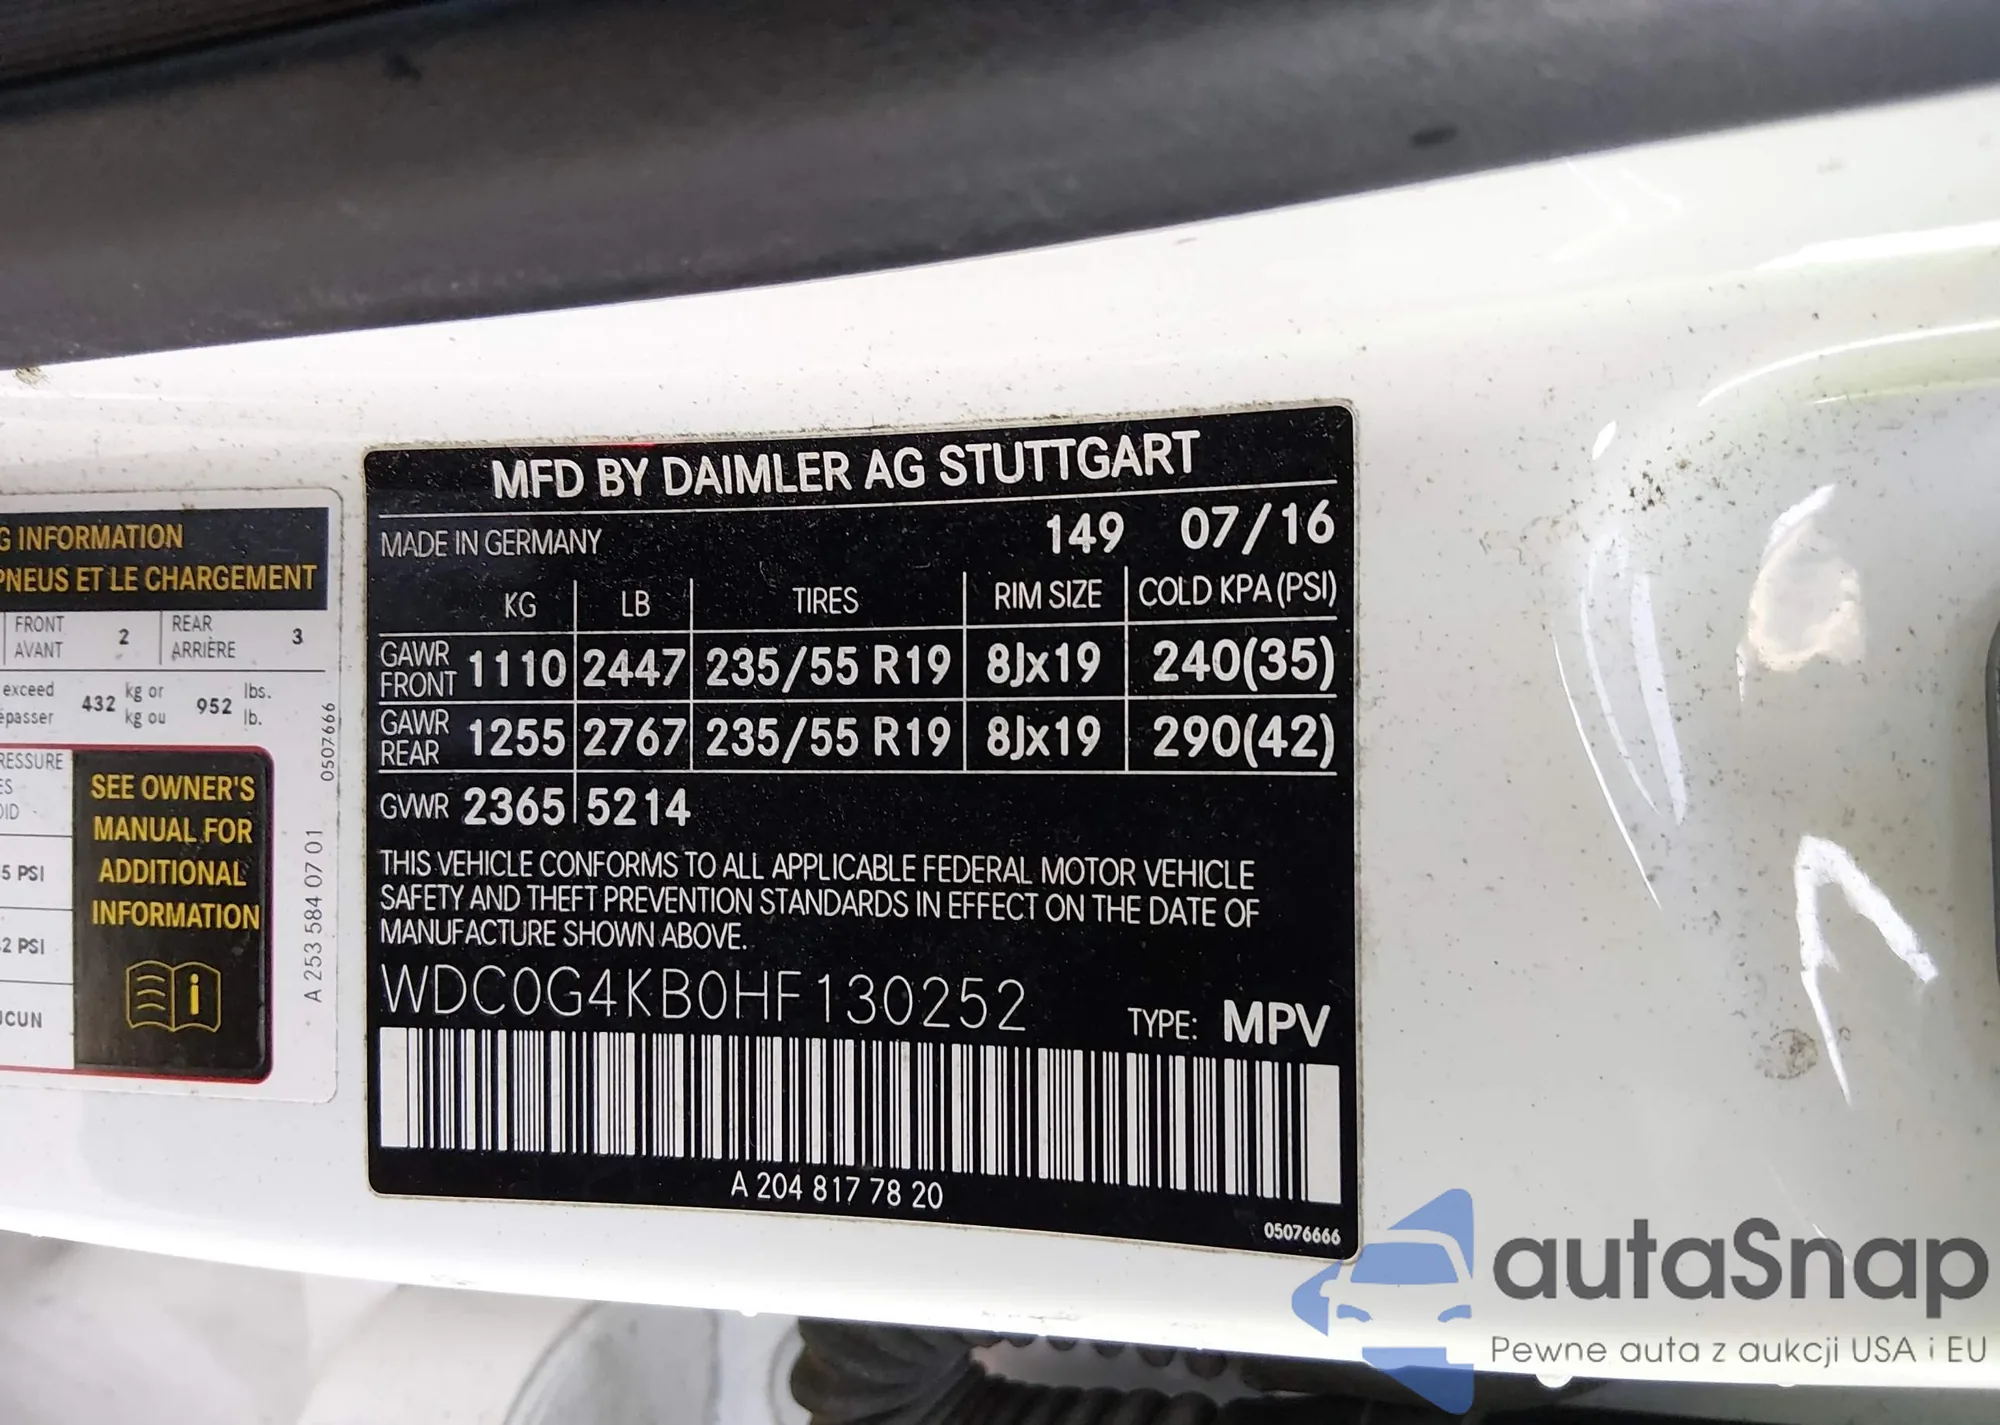 G INFORMATION
PNEUS ET LE CHARGEMENT
FRONT
AVANT
2
REAR
ARRIÈRE
3
exceed
épasser
432
kg or
kg ou
952
lbs.
lb.
0507666
RESSURE
5 PSI
2 PSI
UCUN
SEE OWNER'S
MANUAL FOR
ADDITIONAL
INFORMATION
A 253 584 07 01
MFD BY DAIMLER AG STUTTGART
MADE IN GERMANY 149 07/16
KG LB TIRES RIM SIZE COLD KPA (PSI)
GAWR
FRONT
1110 2447 235/55 R19 8Jx19 240(35)
GAWR
REAR
1255 2767 235/55 R19 8Jx19 290(42)
GVWR 2365 5214
THIS VEHICLE CONFORMS TO ALL APPLICABLE FEDERAL MOTOR VEHICLE
SAFETY AND THEFT PREVENTION STANDARDS IN EFFECT ON THE DATE OF
MANUFACTURE SHOWN ABOVE.
WDC0G4KB0HF130252 TYPE: MPV
A 204 817 78 20
05076666
autaSnap
Pewne auta z aukcji USA i EU